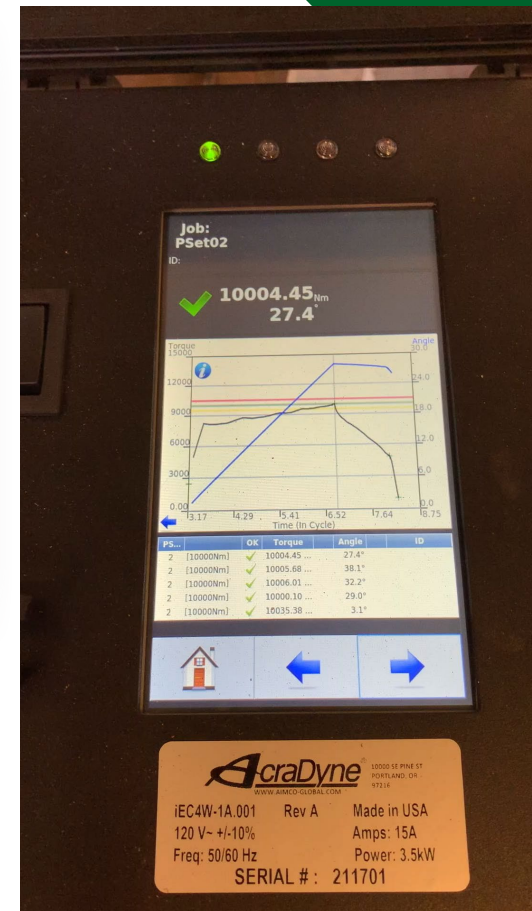 Job:
PSet02
ID:
10004.45 Nm
27.4°
Torque Angle
15000 30.0
12000 24.0
9000 18.0
6000 12.0
3000 6.0
0.00 0.0
3.17 4.29 5.41 6.52 7.64 8.75
Time (In Cycle)
PS... OK Torque Angle ID
2 [10000Nm] 10004.45 ... 27.4°
2 [10000Nm] 10005.68 ... 38.1°
2 [10000Nm] 10006.01 ... 32.2°
2 [10000Nm] 10000.10 ... 29.0°
2 [10000Nm] 10035.38 ... 3.1°
AcraDyne
WWW.AIMCO-GLOBAL.COM
10000 SE PINE ST
PORTLAND, OR
97216
iEC4W-1A.001 Rev A Made in USA
120 V~ +/-10% Amps: 15A
Freq: 50/60 Hz Power: 3.5kW
SERIAL # : 211701